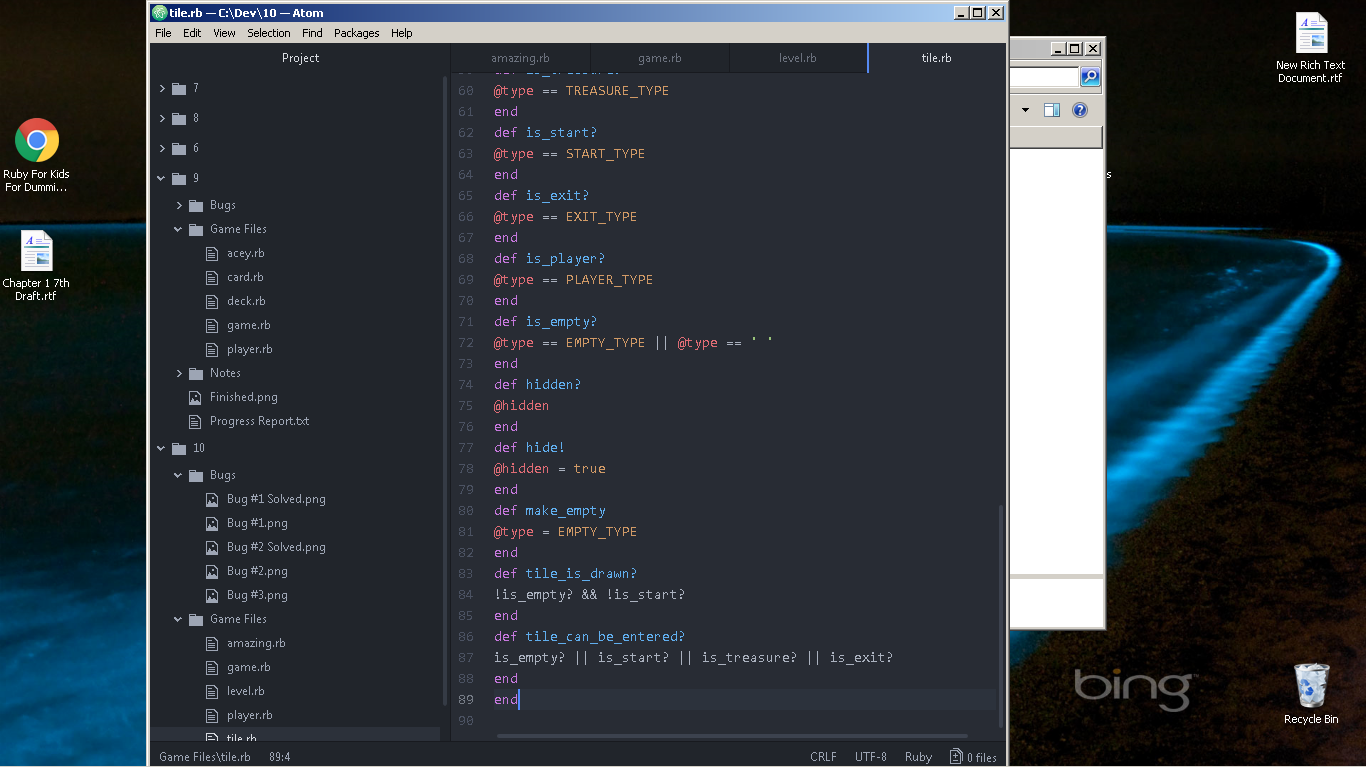 tile.rb — C:\Dev\10 — Atom
File Edit View Selection Find Packages Help
Project
amazing.rb game.rb level.rb tile.rb
7
8
6
9
Bugs
Game Files
acey.rb
card.rb
deck.rb
game.rb
player.rb
Notes
Finished.png
Progress Report.txt
10
Bugs
Bug #1 Solved.png
Bug #1.png
Bug #2 Solved.png
Bug #2.png
Bug #3.png
Game Files
amazing.rb
game.rb
level.rb
player.rb
tile.rb
60 @type == TREASURE_TYPE
61 end
62 def is_start?
63 @type == START_TYPE
64 end
65 def is_exit?
66 @type == EXIT_TYPE
67 end
68 def is_player?
69 @type == PLAYER_TYPE
70 end
71 def is_empty?
72 @type == EMPTY_TYPE || @type == ' '
73 end
74 def hidden?
75 @hidden
76 end
77 def hide!
78 @hidden = true
79 end
80 def make_empty
81 @type = EMPTY_TYPE
82 end
83 def tile_is_drawn?
84 !is_empty? && !is_start?
85 end
86 def tile_can_be_entered?
87 is_empty? || is_start? || is_treasure? || is_exit?
88 end
89 end
90
Game Files\tile.rb 89:4 CRLF UTF-8 Ruby 0 files
Ruby For Kids
For Dummi...
Chapter 1 7th
Draft.rtf
New Rich Text
Document.rtf
s
bing™
Recycle Bin